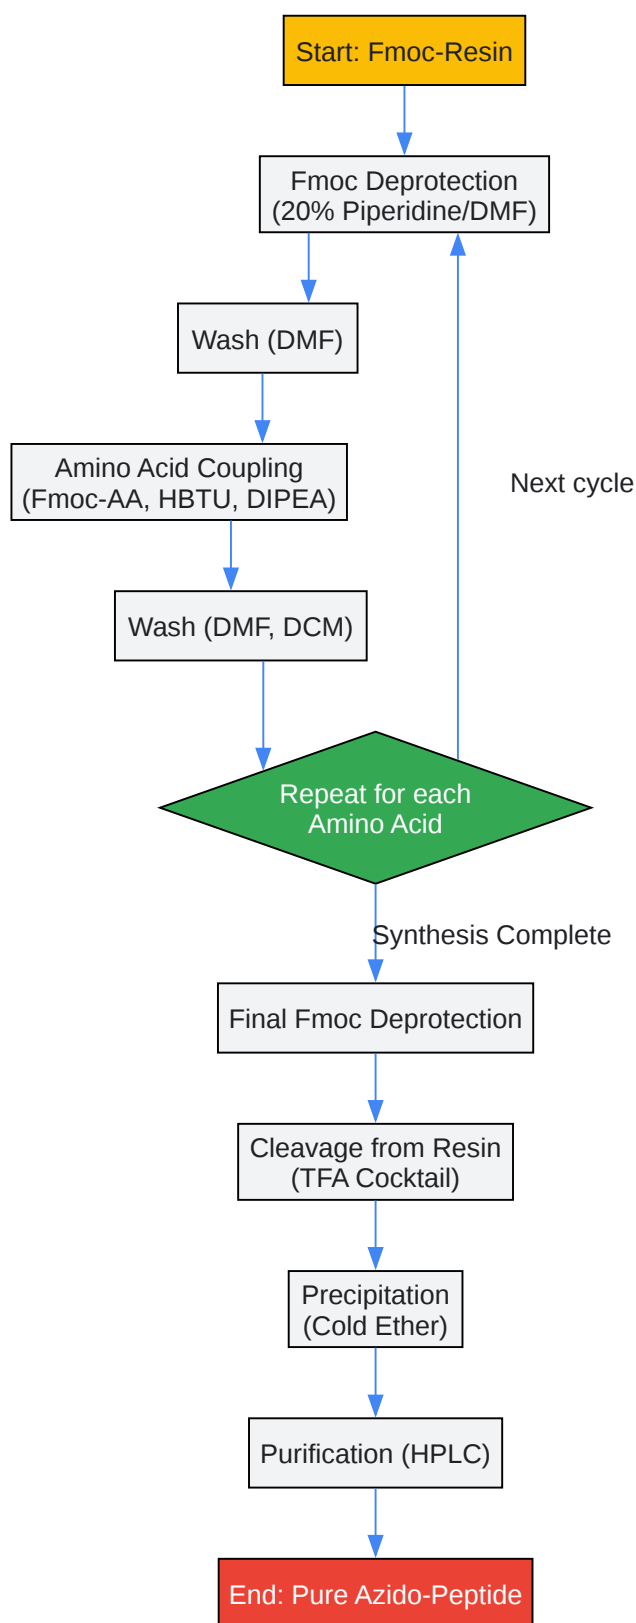 Start: Fmoc-Resin
Fmoc Deprotection
(20% Piperidine/DMF)
Wash (DMF)
Amino Acid Coupling
(Fmoc-AA, HBTU, DIPEA)
Next cycle
Wash (DMF, DCM)
Repeat for each
Amino Acid
Synthesis Complete
Final Fmoc Deprotection
Cleavage from Resin
(TFA Cocktail)
Precipitation
(Cold Ether)
Purification (HPLC)
End: Pure Azido-Peptide